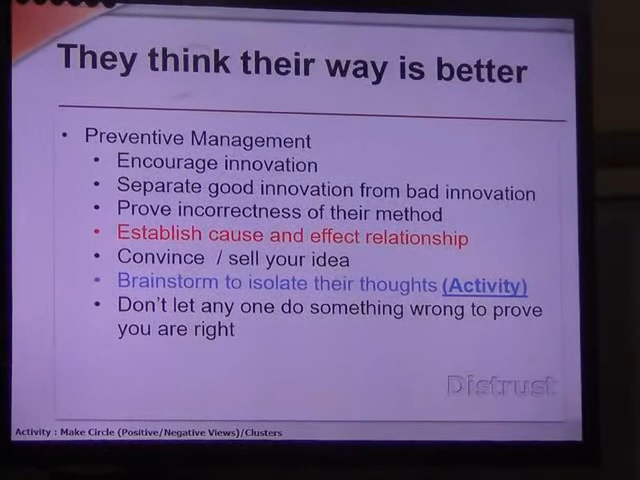 They think their way is better
• Preventive Management
• Encourage innovation
• Separate good innovation from bad innovation
• Prove incorrectness of their method
• Establish cause and effect relationship
• Convince / sell your idea
• Brainstorm to isolate their thoughts (Activity)
• Don't let any one do something wrong to prove
you are right
Distrust
Activity : Make Circle (Positive/Negative Views)/Clusters